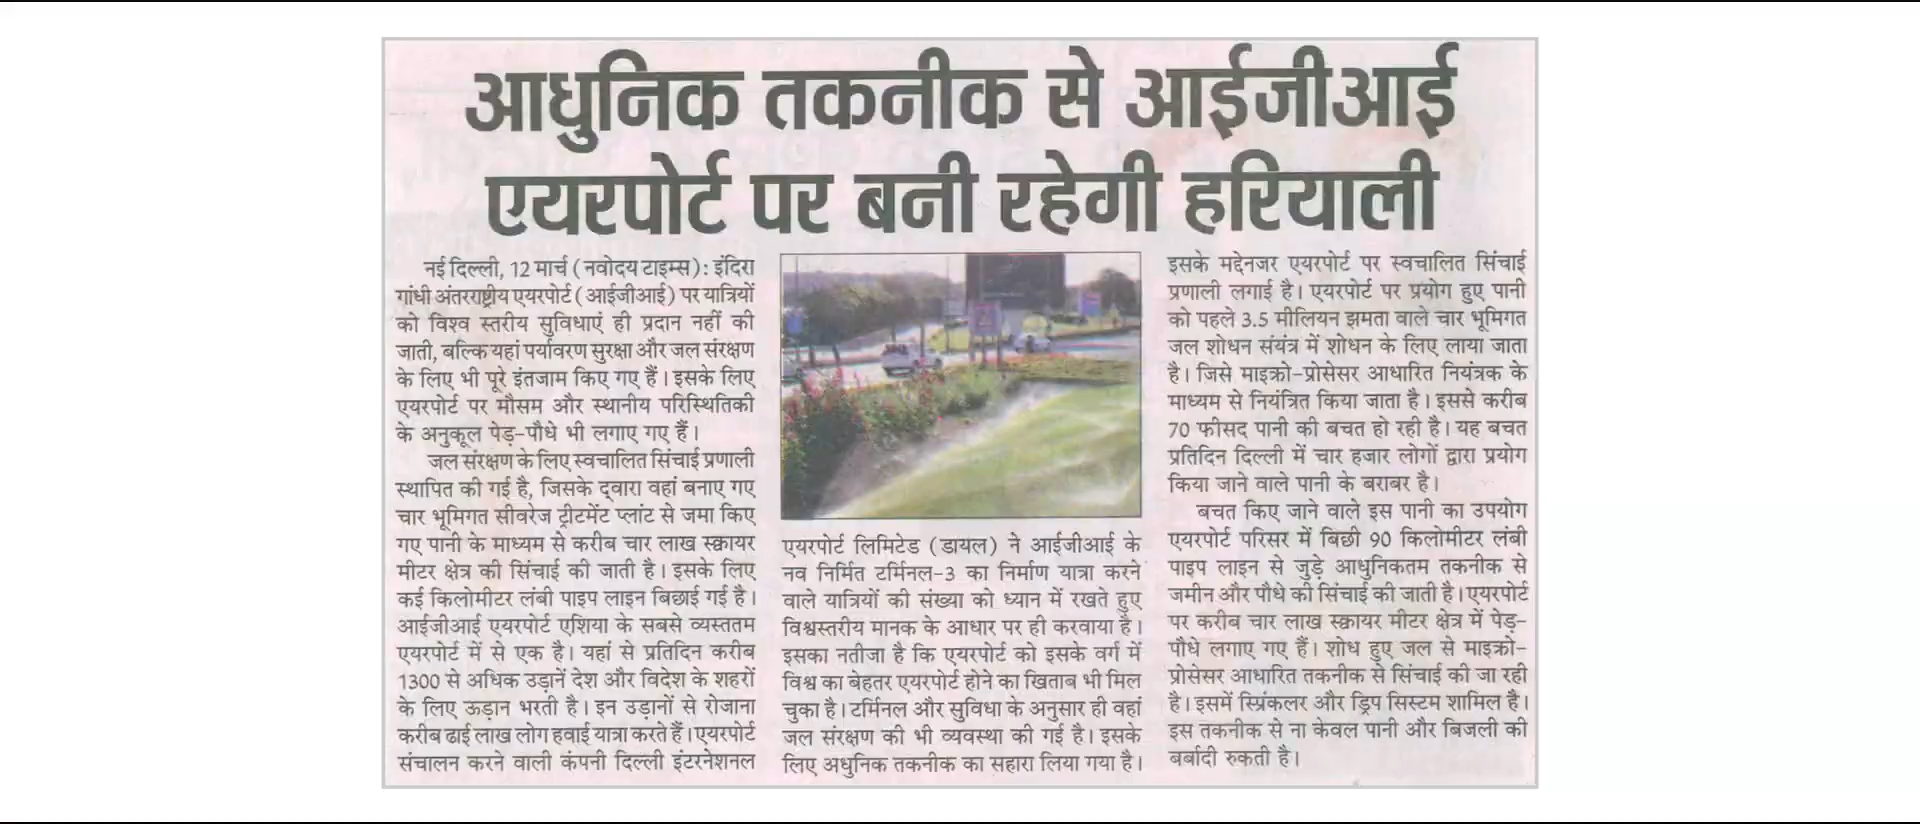 आधुनिक तकनीक से आईजीआई
एयरपोर्ट पर बनी रहेगी हरियाली
नई दिल्ली, 12 मार्च (नवोदय टाइम्स): इंदिरा
गांधी अंतरराष्ट्रीय एयरपोर्ट (आईजीआई) पर यात्रियों
को विश्व स्तरीय सुविधाएं ही प्रदान नहीं की
जाती, बल्कि यहां पर्यावरण सुरक्षा और जल संरक्षण
के लिए भी पूरे इंतजाम किए गए हैं। इसके लिए
एयरपोर्ट पर मौसम और स्थानीय परिस्थितिकी
के अनुकूल पेड़-पौधे भी लगाए गए हैं।
जल संरक्षण के लिए स्वचालित सिंचाई प्रणाली
स्थापित की गई है, जिसके द्वारा वहां बनाए गए
चार भूमिगत सीवरेज ट्रीटमेंट प्लांट से जमा किए
गए पानी के माध्यम से करीब चार लाख स्क्वायर
मीटर क्षेत्र की सिंचाई की जाती है। इसके लिए
कई किलोमीटर लंबी पाइप लाइन बिछाई गई है।
आईजीआई एयरपोर्ट एशिया के सबसे व्यस्ततम
एयरपोर्ट में से एक है। यहां से प्रतिदिन करीब
1300 से अधिक उड़ानें देश और विदेश के शहरों
के लिए ऊड़ान भरती है। इन उड़ानों से रोजाना
करीब ढाई लाख लोग हवाई यात्रा करते हैं। एयरपोर्ट
संचालन करने वाली कंपनी दिल्ली इंटरनेशनल
एयरपोर्ट लिमिटेड (डायल) ने आईजीआई के
नव निर्मित टर्मिनल-3 का निर्माण यात्रा करने
वाले यात्रियों की संख्या को ध्यान में रखते हुए
विश्वस्तरीय मानक के आधार पर ही करवाया है।
इसका नतीजा है कि एयरपोर्ट को इसके वर्ग में
विश्व का बेहतर एयरपोर्ट होने का खिताब भी मिल
चुका है। टर्मिनल और सुविधा के अनुसार ही वहां
जल संरक्षण की भी व्यवस्था की गई है। इसके
लिए अधुनिक तकनीक का सहारा लिया गया है।
इसके मद्देनजर एयरपोर्ट पर स्वचालित सिंचाई
प्रणाली लगाई है। एयरपोर्ट पर प्रयोग हुए पानी
को पहले 3.5 मीलियन झमता वाले चार भूमिगत
जल शोधन संयंत्र में शोधन के लिए लाया जाता
है। जिसे माइक्रो-प्रोसेसर आधारित नियंत्रक के
माध्यम से नियंत्रित किया जाता है। इससे करीब
70 फीसद पानी की बचत हो रही है। यह बचत
प्रतिदिन दिल्ली में चार हजार लोगों द्वारा प्रयोग
किया जाने वाले पानी के बराबर है।
बचत किए जाने वाले इस पानी का उपयोग
एयरपोर्ट परिसर में बिछी 90 किलोमीटर लंबी
पाइप लाइन से जुड़े आधुनिकतम तकनीक से
जमीन और पौधे की सिंचाई की जाती है। एयरपोर्ट
पर करीब चार लाख स्क्वायर मीटर क्षेत्र में पेड़-
पौधे लगाए गए हैं। शोध हुए जल से माइक्रो-
प्रोसेसर आधारित तकनीक से सिंचाई की जा रही
है। इसमें स्प्रिंकलर और ड्रिप सिस्टम शामिल है।
इस तकनीक से ना केवल पानी और बिजली की
बर्बादी रुकती है।